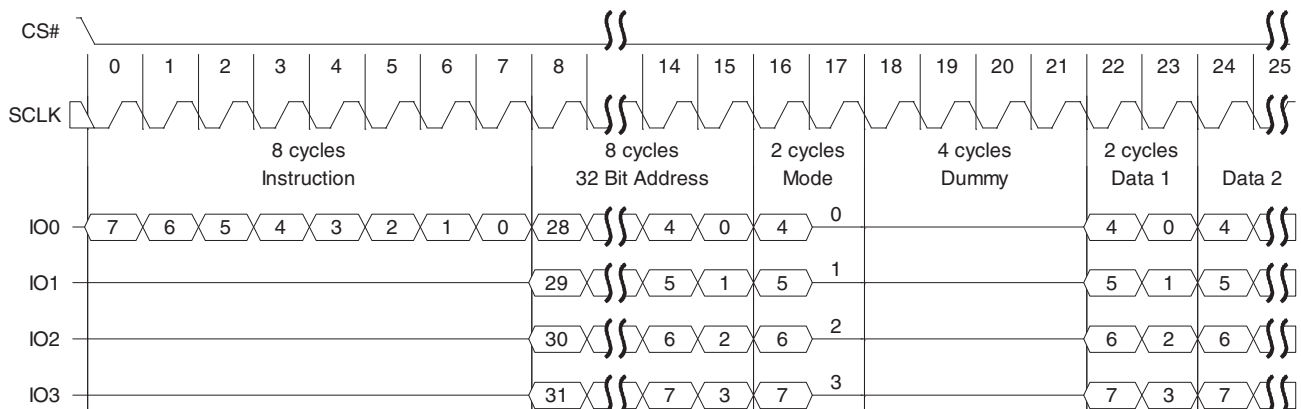 CS#
0 1 2 3 4 5 6 7 8 14 15 16 17 18 19 20 21 22 23 24 25
SCLK
8 cycles 8 cycles 2 cycles 4 cycles 2 cycles
Instruction 32 Bit Address Mode Dummy Data 1 Data 2
IO0 7 6 5 4 3 2 1 0 28 4 0 4 0 4 0 4
IO1 29 5 1 5 1 5 1 5
IO2 30 6 2 6 2 6 2 6
IO3 31 7 3 7 3 7 3 7